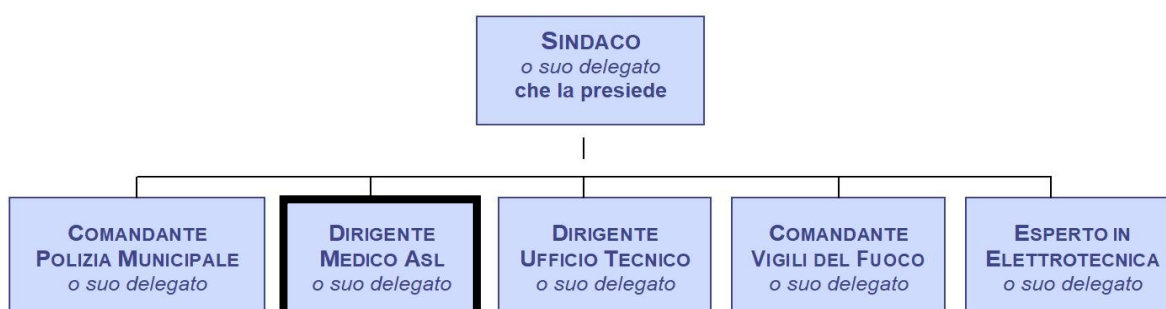 SINDACO
o suo delegato
che la presiede
COMANDANTE
POLIZIA MUNICIPALE
o suo delegato
DIRIGENTE
MEDICO ASL
o suo delegato
DIRIGENTE
UFFICIO TECNICO
o suo delegato
COMANDANTE
VIGILI DEL FUOCO
o suo delegato
ESPERTO IN
ELETTROTECNICA
o suo delegato